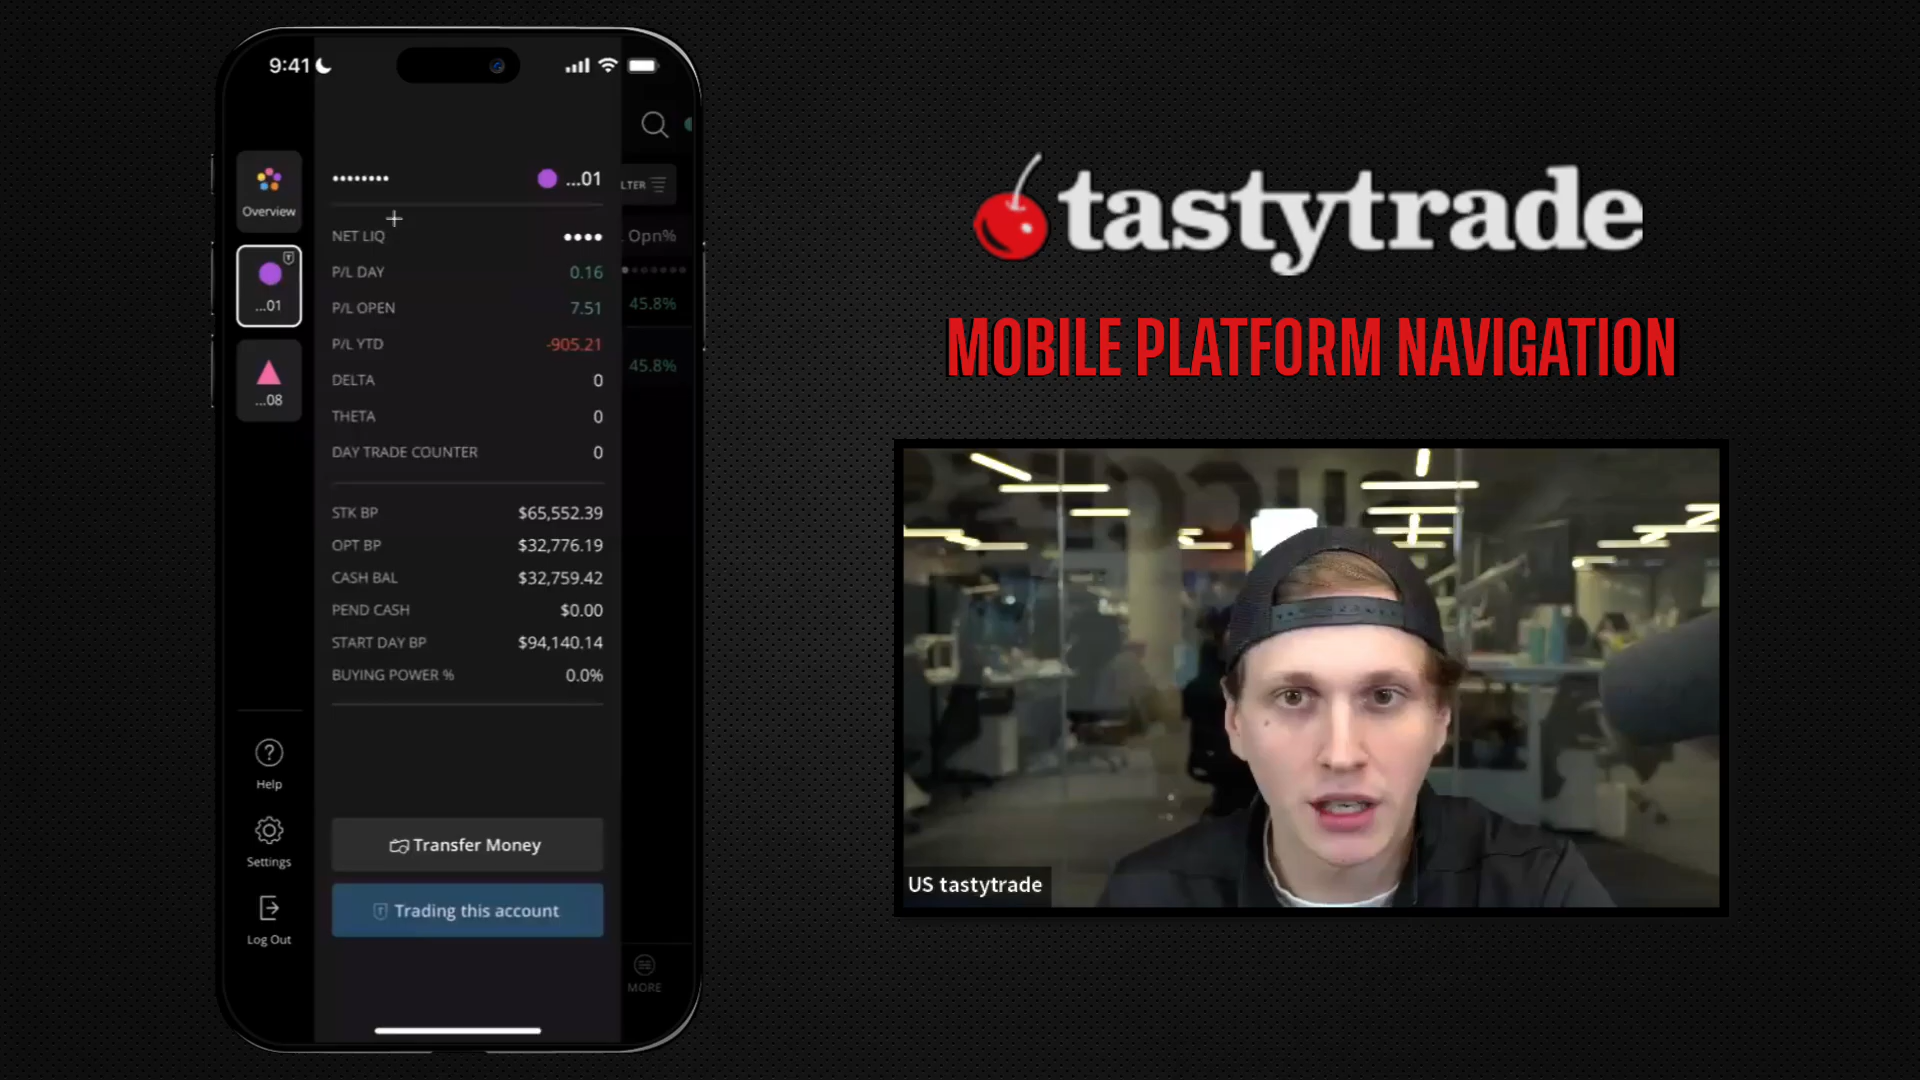 9:41
Overview
...01
...08
Help
Settings
Log Out
•••••••• ...01
NET LIQ ••••
P/L DAY 0.16
P/L OPEN 7.51
P/L YTD -905.21
DELTA 0
THETA 0
DAY TRADE COUNTER 0
STK BP $65,552.39
OPT BP $32,776.19
CASH BAL $32,759.42
PEND CASH $0.00
START DAY BP $94,140.14
BUYING POWER % 0.0%
Transfer Money
Trading this account
LTER
Opn%
45.8%
45.8%
MORE
tastytrade
MOBILE PLATFORM NAVIGATION
US tastytrade